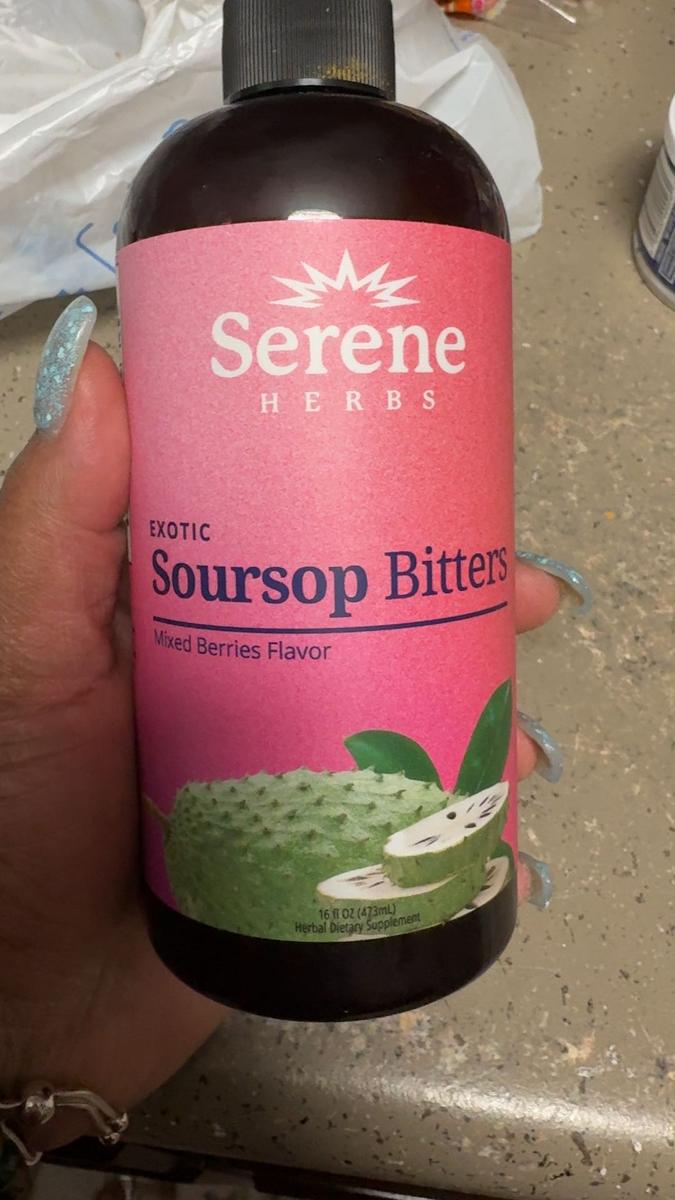 Serene
HERBS
EXOTIC
Soursop Bitters
Mixed Berries Flavor
16 fl OZ (473mL)
Herbal Dietary Supplement